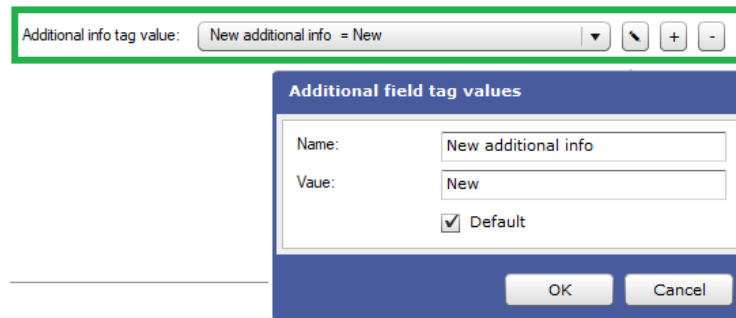 Additional info tag value: New additional info = New + -
Additional field tag values
Name: New additional info
Vaue: New
Default
OK Cancel